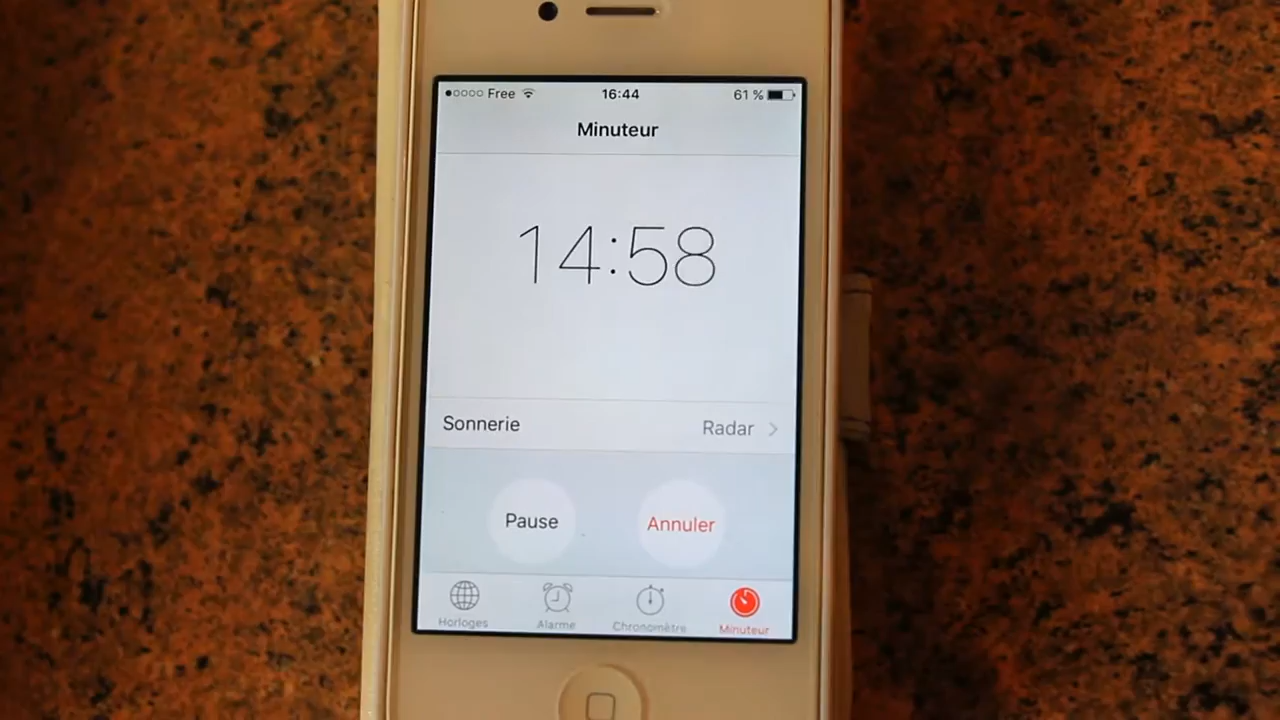 Free 16:44 61 %
Minuteur
14:58
Sonnerie Radar
Pause Annuler
Horloges Alarme Chronomètre Minuteur